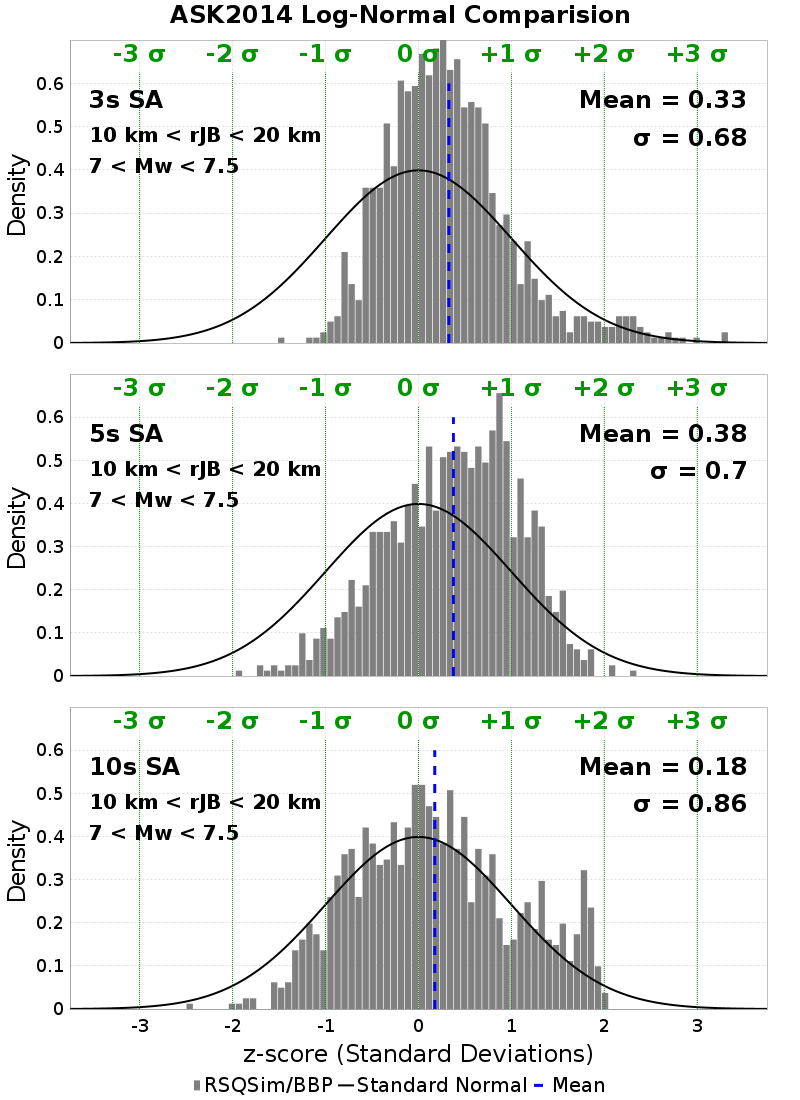 ASK2014 Log-Normal Comparision
-3 σ -2 σ -1 σ 0 σ +1 σ +2 σ +3 σ
3s SA Mean = 0.33
10 km < rJB < 20 km σ = 0.68
7 < Mw < 7.5
Density
0.6
0.5
0.4
0.3
0.2
0.1
0
-3 σ -2 σ -1 σ 0 σ +1 σ +2 σ +3 σ
5s SA Mean = 0.38
10 km < rJB < 20 km σ = 0.7
7 < Mw < 7.5
Density
0.6
0.5
0.4
0.3
0.2
0.1
0
-3 σ -2 σ -1 σ 0 σ +1 σ +2 σ +3 σ
10s SA Mean = 0.18
10 km < rJB < 20 km σ = 0.86
7 < Mw < 7.5
Density
0.6
0.5
0.4
0.3
0.2
0.1
0
-3 -2 -1 0 1 2 3
z-score (Standard Deviations)
RSQSim/BBP Standard Normal Mean